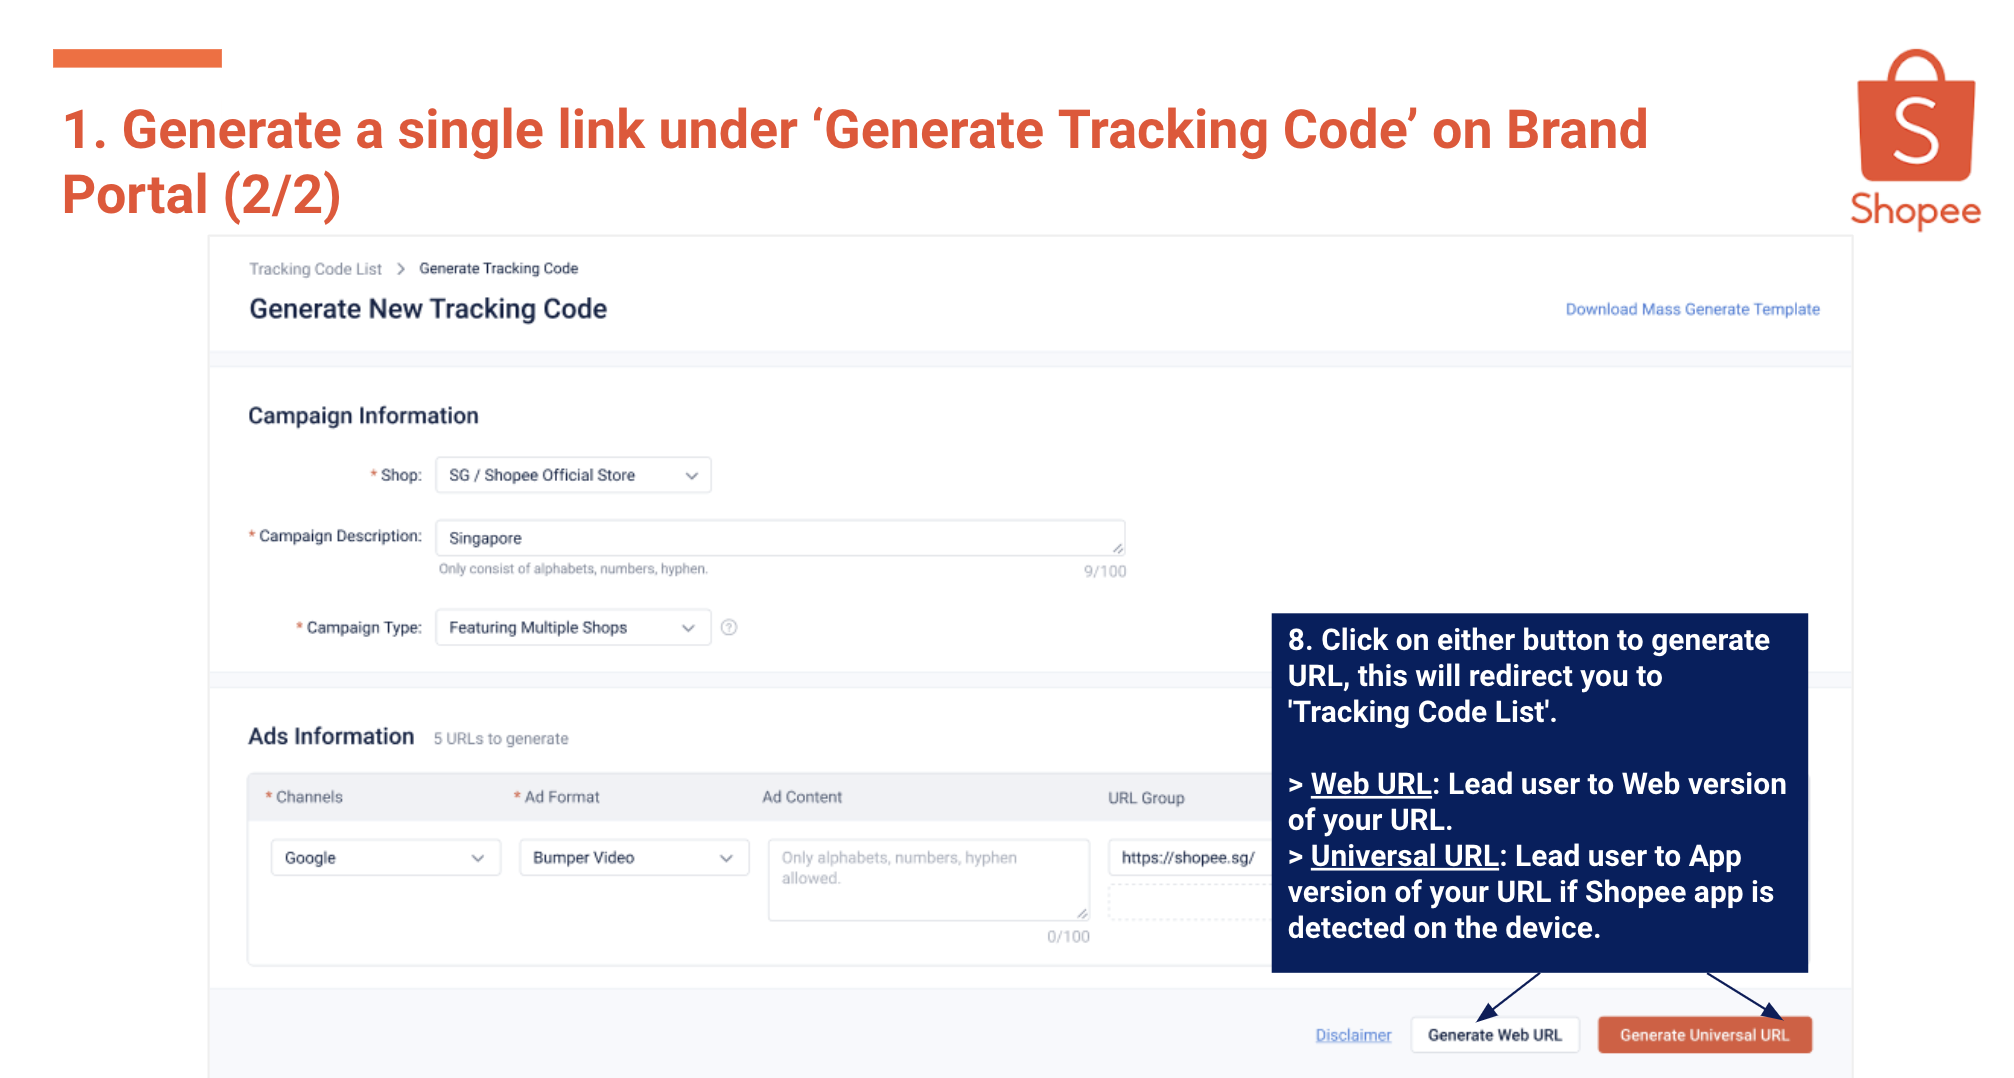 1. Generate a single link under ‘Generate Tracking Code’ on Brand
Portal (2/2)
S
Shopee
Tracking Code List > Generate Tracking Code
Generate New Tracking Code
Download Mass Generate Template
Campaign Information
* Shop: SG / Shopee Official Store
* Campaign Description: Singapore
Only consist of alphabets, numbers, hyphen. 9/100
* Campaign Type: Featuring Multiple Shops ?
Ads Information 5 URLs to generate
* Channels * Ad Format Ad Content URL Group
Google Bumper Video Only alphabets, numbers, hyphen https://shopee.sg/
allowed.
0/100
8. Click on either button to generate
URL, this will redirect you to
'Tracking Code List'.
> Web URL: Lead user to Web version
of your URL.
> Universal URL: Lead user to App
version of your URL if Shopee app is
detected on the device.
Disclaimer Generate Web URL Generate Universal URL